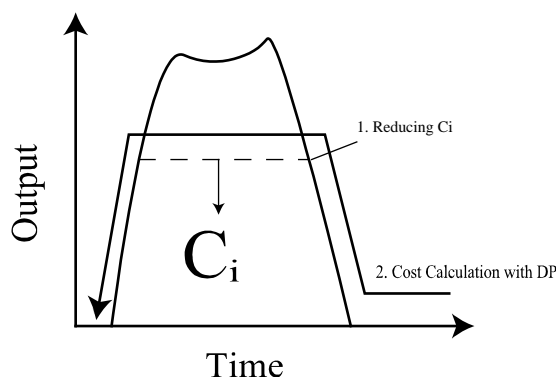 1. Reducing Ci
Output
Ci
2. Cost Calculation with DP
Time